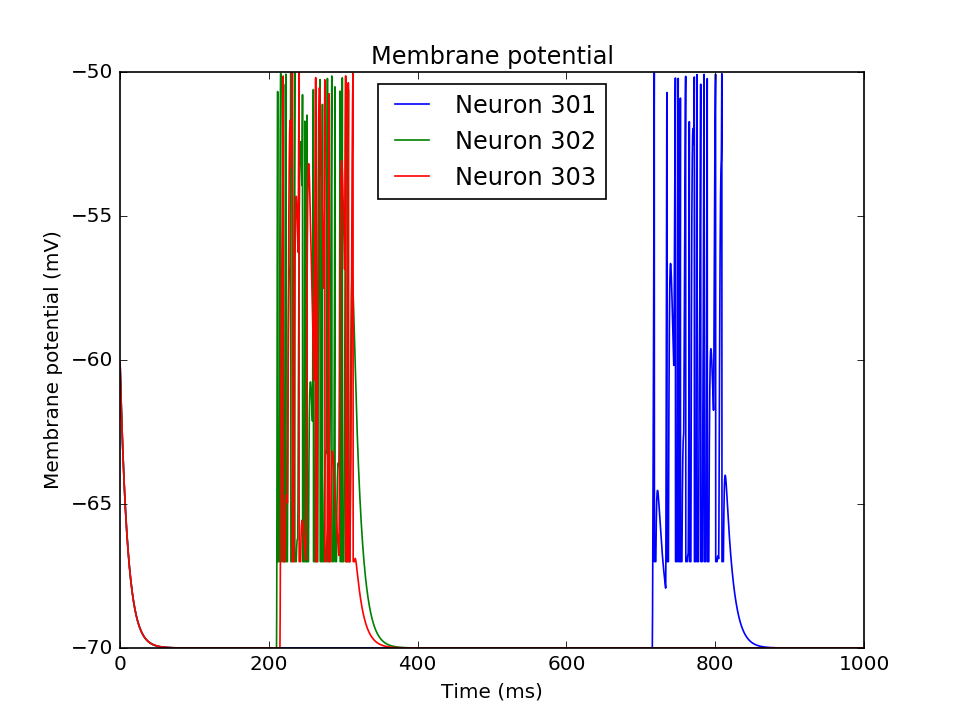 Membrane potential
−50
−55
−60
−65
−70
Membrane potential (mV)
Neuron 301
Neuron 302
Neuron 303
0 200 400 600 800 1000
Time (ms)